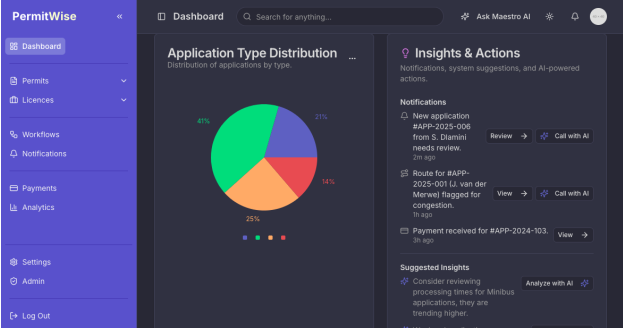 PermitWise
«
Dashboard
Search for anything...
Ask Maestro AI
Dashboard
Permits
Licences
Workflows
Notifications
Payments
Analytics
Settings
Admin
Log Out
Application Type Distribution
...
Distribution of applications by type.
41%
21%
14%
25%
Insights & Actions
Notifications, system suggestions, and AI-powered
actions.
Notifications
New application
#APP-2025-006
from S. Dlamini
needs review.
2m ago
Review →
Call with AI
Route for #APP-
2025-001 (J. van der
Merwe) flagged for
congestion.
1h ago
View →
Call with AI
Payment received for #APP-2024-103.
3h ago
View →
Suggested Insights
Consider reviewing
processing times for Minibus
applications, they are
trending higher.
Analyze with AI